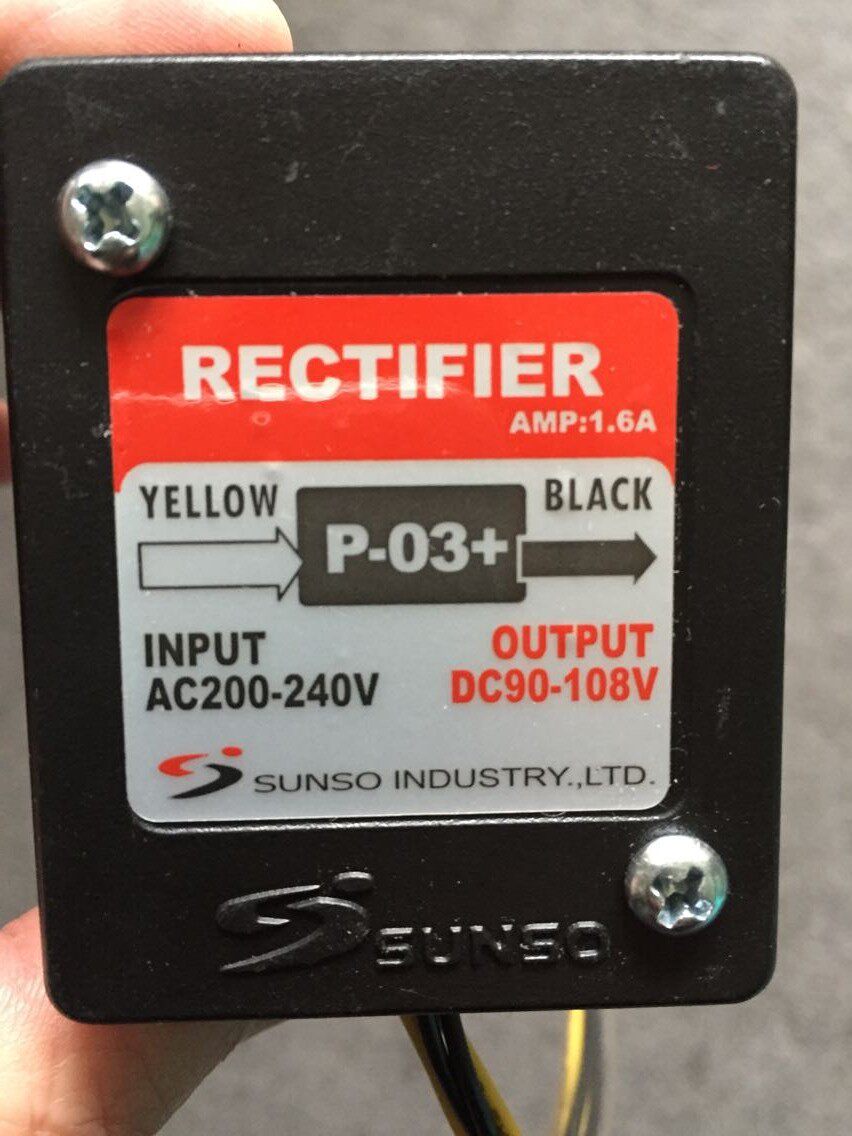 RECTIFIER
AMP:1.6A
YELLOW
BLACK
P-03+
INPUT
OUTPUT
AC200-240V
DC90-108V
SUNSO INDUSTRY.,LTD.
SUNSO